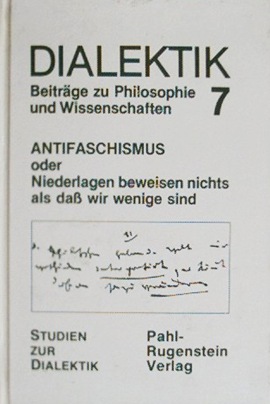 DIALEKTIK
Beiträge zu Philosophie
und Wissenschaften 7
ANTIFASCHISMUS
oder
Niederlagen beweisen nichts
als daß wir wenige sind
STUDIEN
ZUR
DIALEKTIK
Pahl-
Rugenstein
Verlag